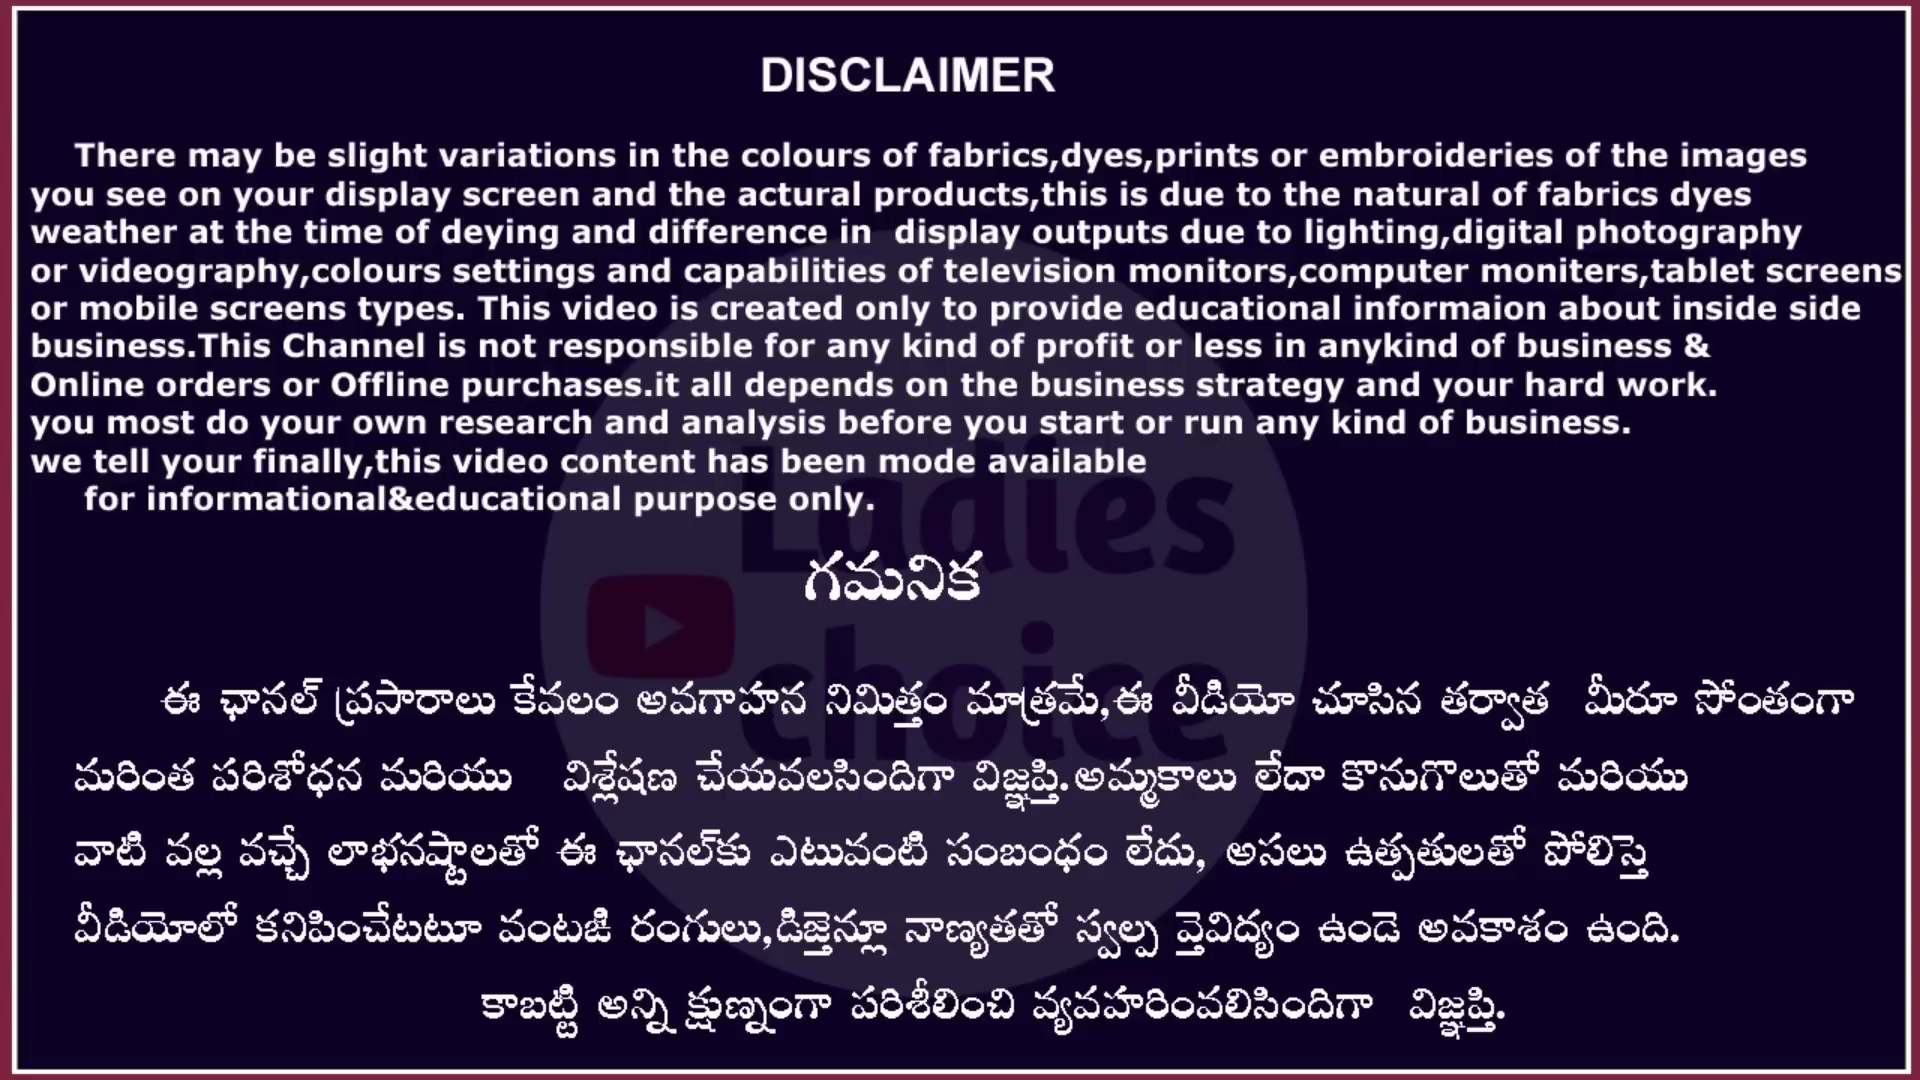 DISCLAIMER
There may be slight variations in the colours of fabrics,dyes,prints or embroideries of the images
you see on your display screen and the actural products,this is due to the natural of fabrics dyes
weather at the time of deying and difference in display outputs due to lighting,digital photography
or videography,colours settings and capabilities of television monitors,computer moniters,tablet screens
or mobile screens types. This video is created only to provide educational informaion about inside side
business.This Channel is not responsible for any kind of profit or less in anykind of business &
Online orders or Offline purchases.it all depends on the business strategy and your hard work.
you most do your own research and analysis before you start or run any kind of business.
we tell your finally,this video content has been mode available
for informational&educational purpose only.
Ladies
choice
గమనిక
ఈ ఛానల్ ప్రసారాలు కేవలం అవగాహన నిమిత్తం మాత్రమే,ఈ వీడియో చూసిన తర్వాత మీరూ సోంతంగా
మరింత పరిశోధన మరియు విశ్లేషణ చేయవలసిందిగా విజ్ఞప్తి.అమ్మకాలు లేదా కొనుగొలుతో మరియు
వాటి వల్ల వచ్చే లాభనష్టాలతో ఈ ఛానల్‌కు ఎటువంటి సంబంధం లేదు, అసలు ఉత్పతులతో పోలిస్తె
వీడియోలో కనిపించేటటూ వంటజీ రంగులు,డిజైన్లూ నాణ్యతతో స్వల్ప వైవిద్యం ఉండె అవకాశం ఉంది.
కాబట్టి అన్ని క్షుణ్నంగా పరిశీలించి వ్యవహరింవలిసిందిగా విజ్ఞప్తి.